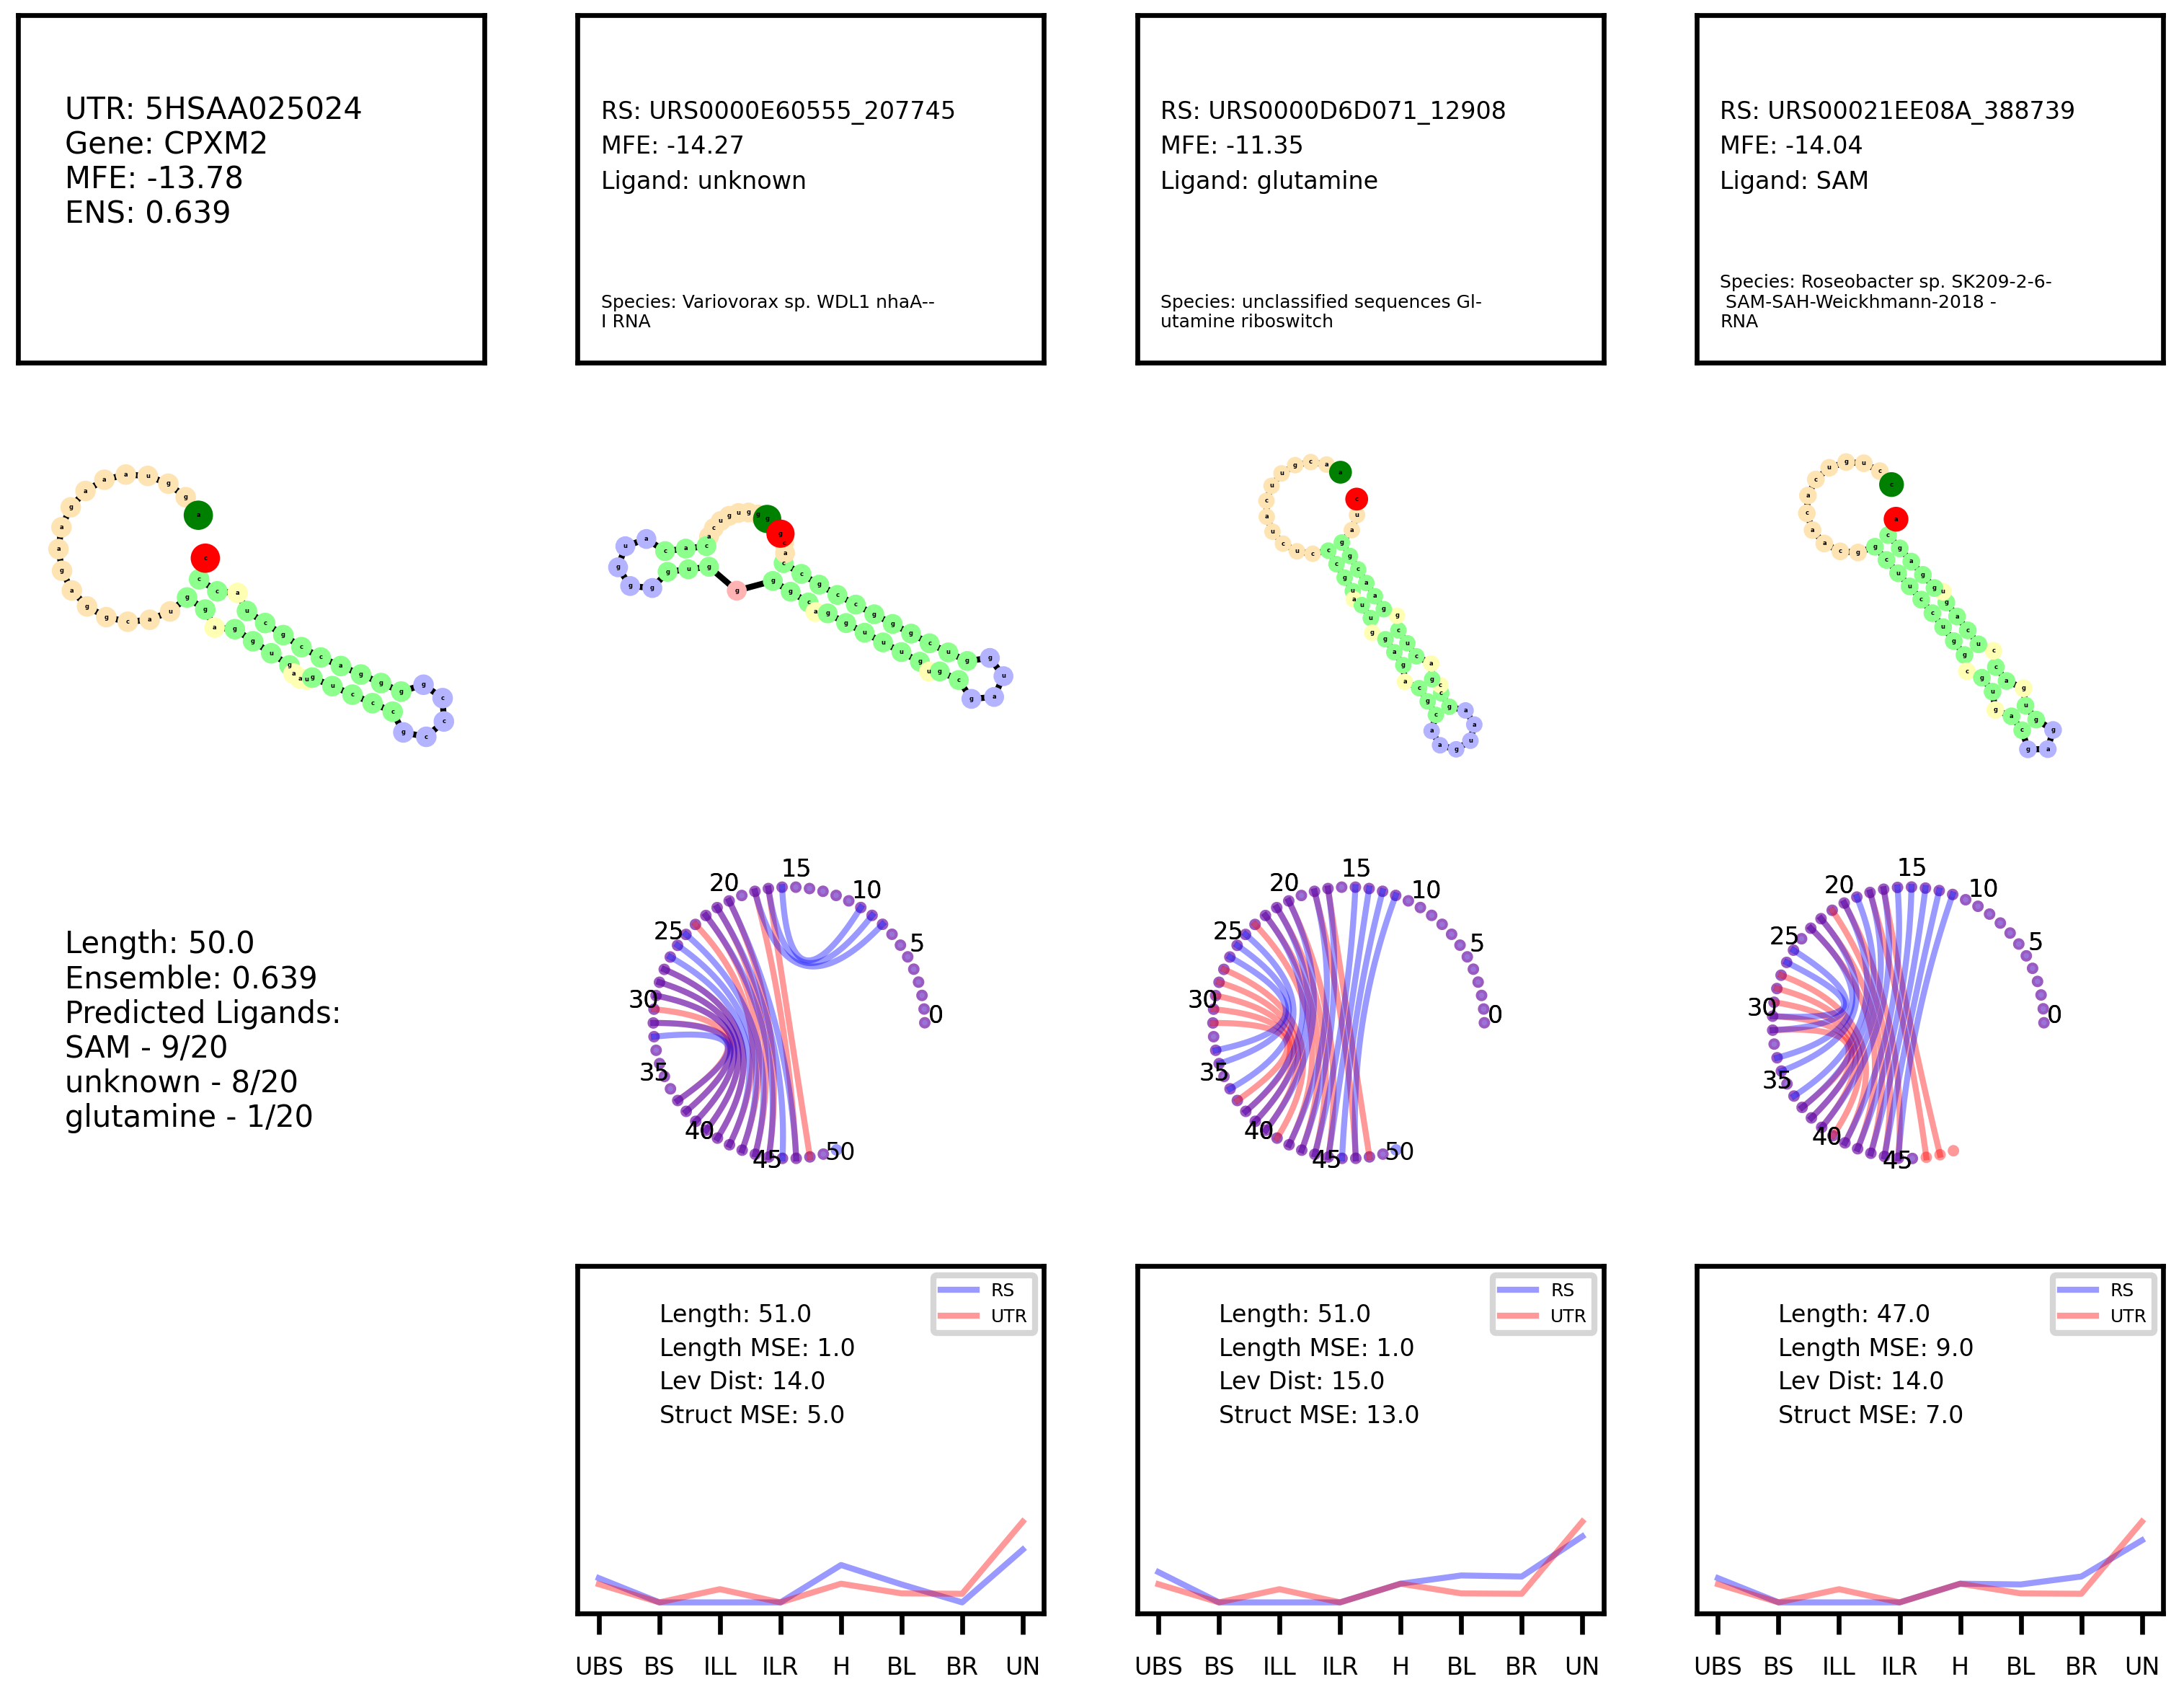 UTR: 5HSAA025024
Gene: CPXM2
MFE: -13.78
ENS: 0.639
RS: URS0000E60555_207745
MFE: -14.27
Ligand: unknown
Species: Variovorax sp. WDL1 nhaA--
I RNA
RS: URS0000D6D071_12908
MFE: -11.35
Ligand: glutamine
Species: unclassified sequences Gl-
utamine riboswitch
RS: URS00021EE08A_388739
MFE: -14.04
Ligand: SAM
Species: Roseobacter sp. SK209-2-6-
SAM-SAH-Weickhmann-2018 -
RNA
Length: 50.0
Ensemble: 0.639
Predicted Ligands:
SAM - 9/20
unknown - 8/20
glutamine - 1/20
0
5
10
15
20
25
30
35
40
45
50
0
5
10
15
20
25
30
35
40
45
50
0
5
10
15
20
25
30
35
40
45
RS
UTR
Length: 51.0
Length MSE: 1.0
Lev Dist: 14.0
Struct MSE: 5.0
UBS BS ILL ILR H BL BR UN
RS
UTR
Length: 51.0
Length MSE: 1.0
Lev Dist: 15.0
Struct MSE: 13.0
UBS BS ILL ILR H BL BR UN
RS
UTR
Length: 47.0
Length MSE: 9.0
Lev Dist: 14.0
Struct MSE: 7.0
UBS BS ILL ILR H BL BR UN